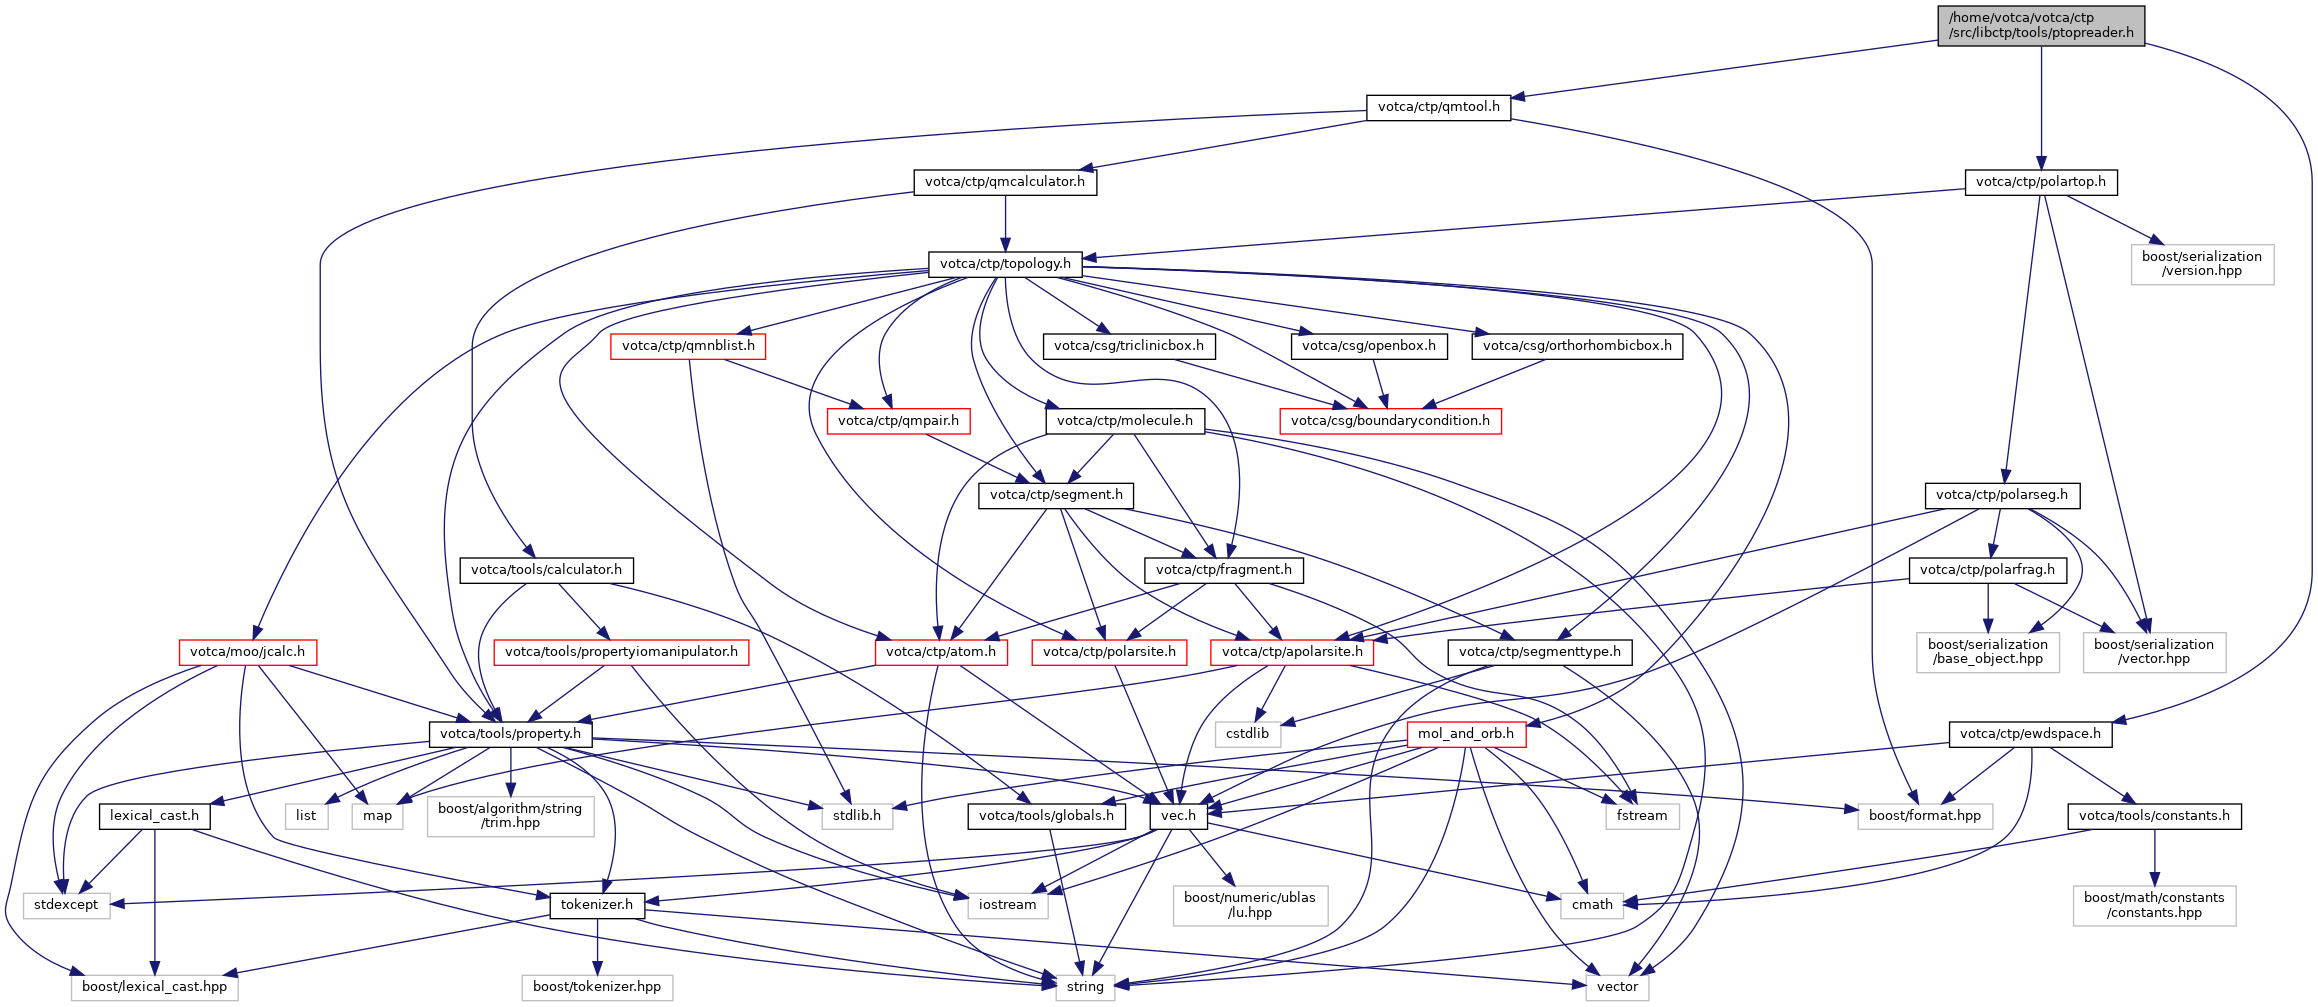 /home/votca/votca/ctp
/src/libctp/tools/ptopreader.h
votca/ctp/qmtool.h
votca/ctp/qmcalculator.h
votca/ctp/polartop.h
votca/ctp/topology.h
boost/serialization
/version.hpp
votca/ctp/qmnblist.h
votca/csg/triclinicbox.h
votca/csg/openbox.h
votca/csg/orthorhombicbox.h
votca/ctp/qmpair.h
votca/ctp/molecule.h
votca/csg/boundarycondition.h
votca/ctp/segment.h
votca/ctp/polarseg.h
votca/tools/calculator.h
votca/ctp/fragment.h
votca/ctp/polarfrag.h
votca/moo/jcalc.h
votca/tools/propertyiomanipulator.h
votca/ctp/atom.h
votca/ctp/polarsite.h
votca/ctp/apolarsite.h
votca/ctp/segmenttype.h
boost/serialization
/base_object.hpp
boost/serialization
/vector.hpp
votca/tools/property.h
cstdlib
mol_and_orb.h
votca/ctp/ewdspace.h
lexical_cast.h
list
map
boost/algorithm/string
/trim.hpp
stdlib.h
votca/tools/globals.h
vec.h
fstream
boost/format.hpp
votca/tools/constants.h
stdexcept
tokenizer.h
iostream
boost/numeric/ublas
/lu.hpp
cmath
boost/math/constants
/constants.hpp
boost/lexical_cast.hpp
boost/tokenizer.hpp
string
vector